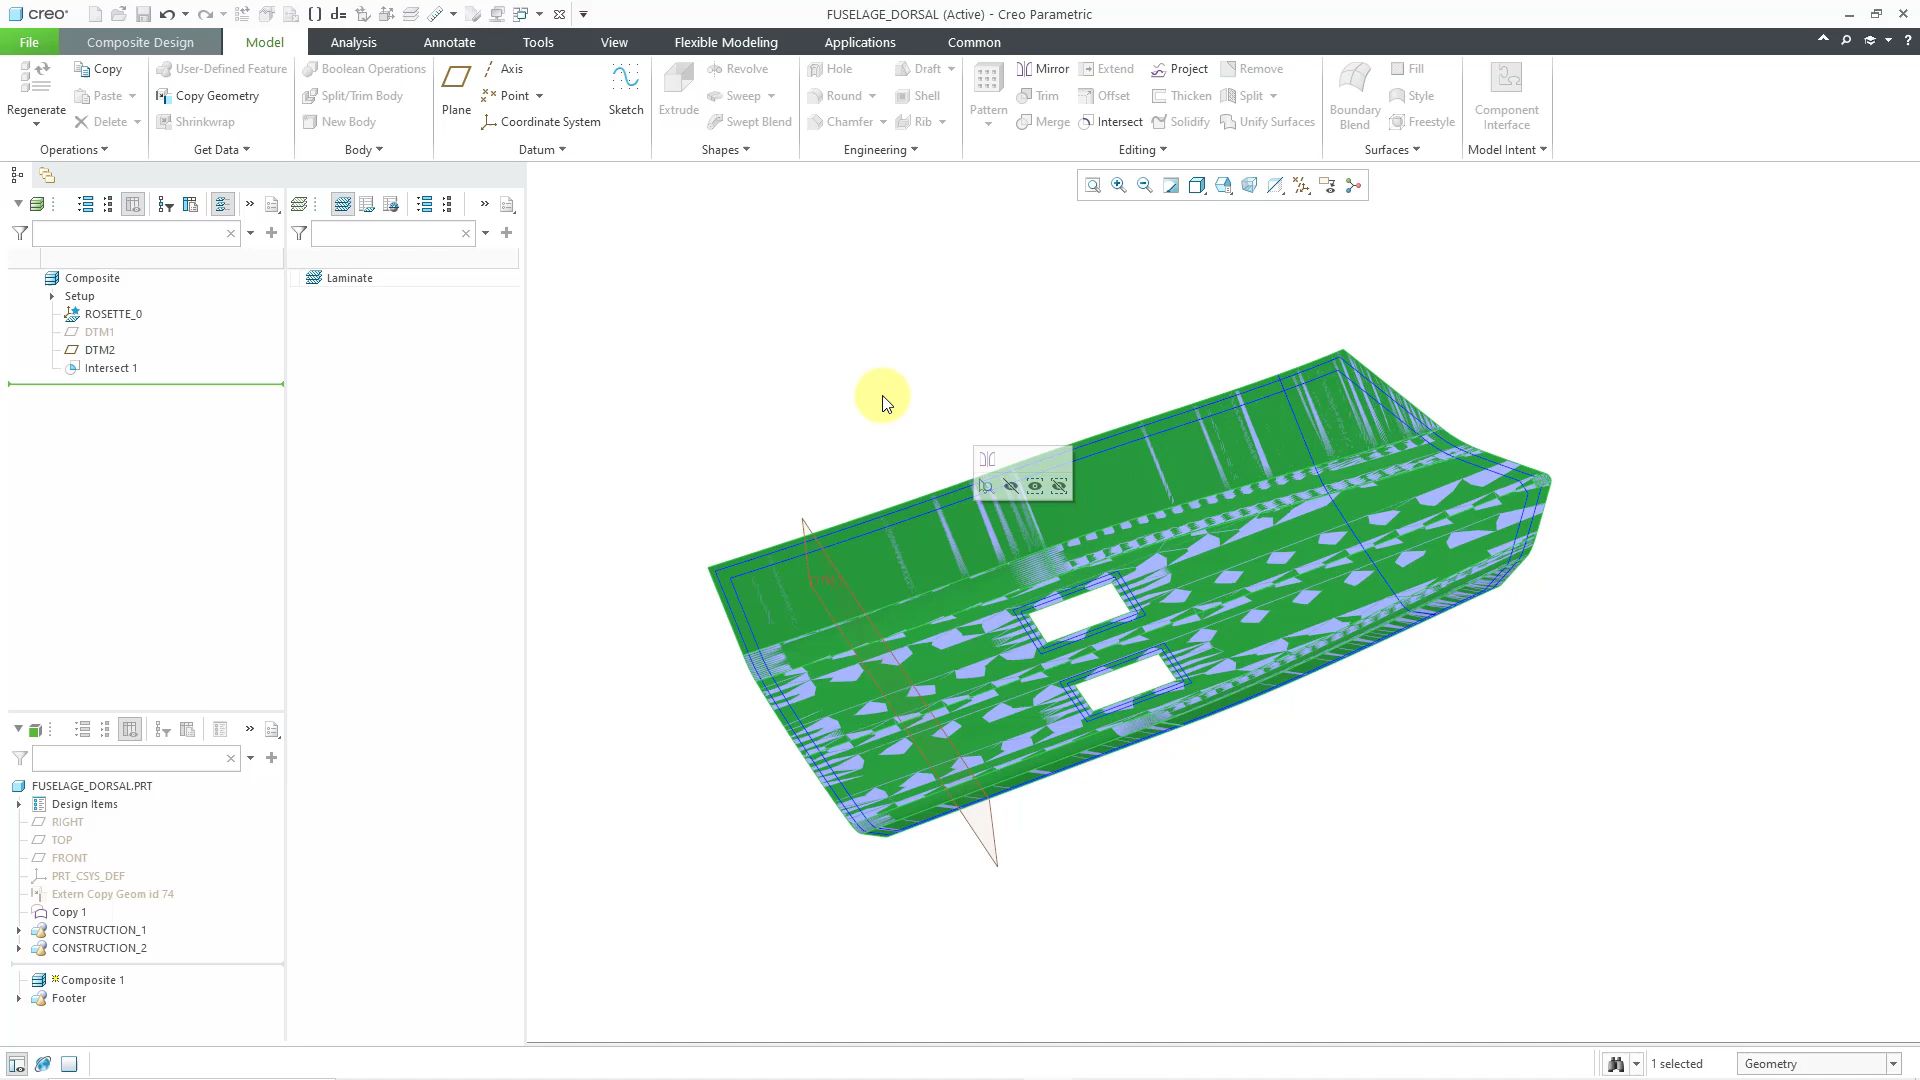 creo
FUSELAGE_DORSAL (Active) - Creo Parametric
File
Composite Design
Model
Analysis
Annotate
Tools
View
Flexible Modeling
Applications
Common
Regenerate
Copy
Paste
Delete
Operations
User-Defined Feature
Copy Geometry
Shrinkwrap
Get Data
Boolean Operations
Split/Trim Body
New Body
Body
Plane
Axis
Point
Coordinate System
Sketch
Datum
Extrude
Revolve
Sweep
Swept Blend
Shapes
Hole
Round
Chamfer
Draft
Shell
Rib
Engineering
Pattern
Mirror
Trim
Merge
Extend
Offset
Intersect
Project
Thicken
Solidify
Remove
Split
Unify Surfaces
Editing
Boundary
Blend
Fill
Style
Freestyle
Surfaces
Component
Interface
Model Intent
Composite
Setup
ROSETTE_0
DTM1
DTM2
Intersect 1
Laminate
FUSELAGE_DORSAL.PRT
Design Items
RIGHT
TOP
FRONT
PRT_CSYS_DEF
Extern Copy Geom id 74
Copy 1
CONSTRUCTION_1
CONSTRUCTION_2
Composite 1
Footer
1 selected
Geometry